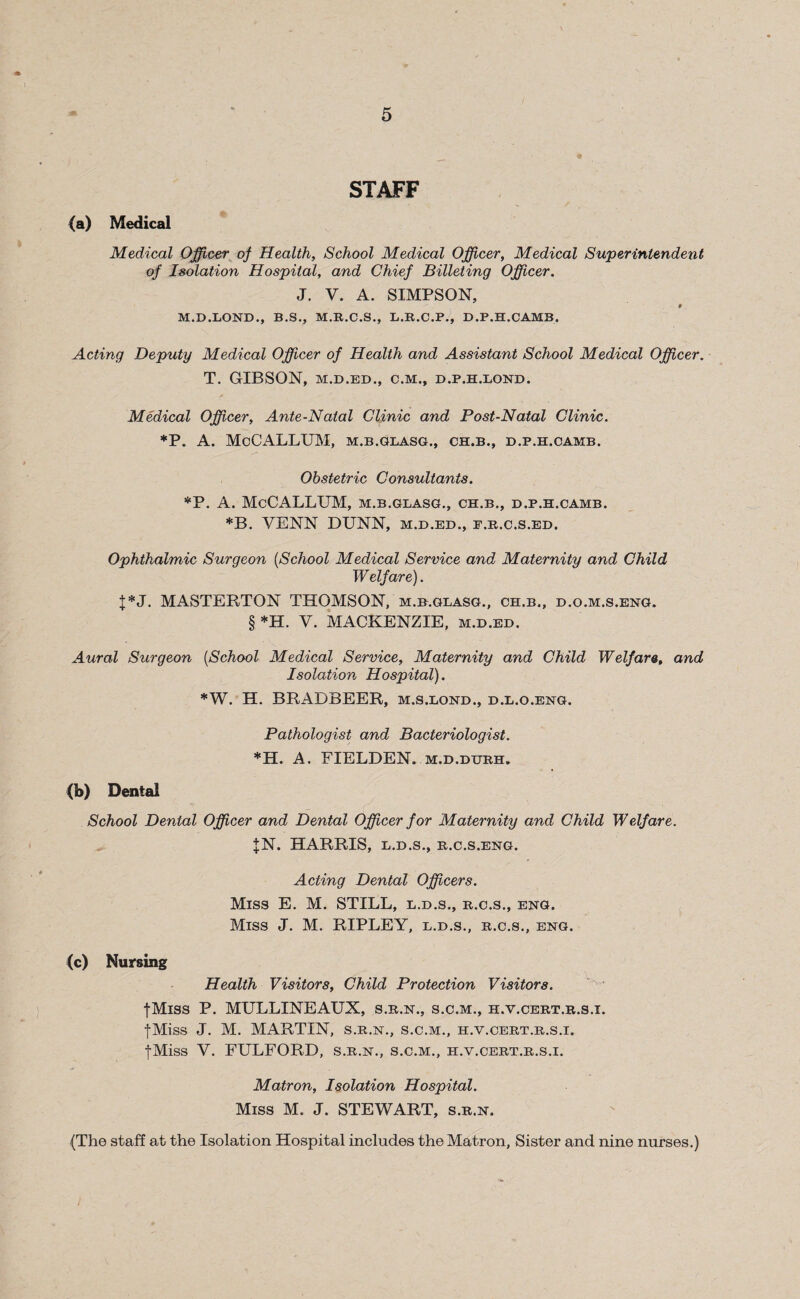 5
STAFF
(a) Medical
Medical Officer of Health, School Medical Officer, Medical Superintendent
of Isolation Hospital, and Chief Billeting Officer.
J. V. A. SIMPSON,
M.D.LOND., B.S., M.R.C.S., L.R.C.P., D.P.H.CAMB.
Acting Deputy Medical Officer of Health and Assistant School Medical Officer.
T. GIBSON, M.D.ED., C.M., D.P.H.LOND.
Medical Officer, Ante-Natal Clinic and Post-Natal Clinic.
*P. A. McCALLUM, M.B.GLASG., CH.B., D.P.H.CAMB.
Obstetric Consultants.
*P. A. McCALLUM, M.B.GLASG., CH.B., D.P.H.CAMB.
*B. VENN DUNN, M.D.ED., F.R.C.S.ED.
Ophthalmic Surgeon (School Medical Service and Maternity and Child
Welfare).
‡*J. MASTERTON THOMSON, M.B.GLASG., CH.B., D.O.M.S.ENG.
§ *H. V. MACKENZIE, M.D.ED.
Aural Surgeon (School Medical Service, Maternity and Child Welfare, and
Isolation Hospital).
*W. H. BRADBEER, M.S.LOND., D.L.O.ENG.
Pathologist and Bacteriologist.
*H. A. FIELDEN. M.D.DURH.
(b) Dental
School Dental Officer and Dental Officer for Maternity and Child Welfare.
‡N. HARRIS, L.D.S., R.C.S.ENG.
Acting Dental Officers.
Miss E. M. STILL, L.D.S., R.C.S., ENG.
Miss J. M. RIPLEY, L.D.S., R.C.S., ENG.
(c) Nursing
Health Visitors, Child Protection Visitors.
†Miss P. MULLINEAUX, S.R.N., S.C.M., H.V.CERT.R.S.I.
†Miss J. M. MARTIN, S.R.N., S.C.M., H.V.CERT.R.S.I.
†Miss V. FULFORD, S.R.N., S.C.M., H.V.CERT.R.S.I.
Matron, Isolation Hospital.
Miss M. J. STEWART, S.R.N.
(The staff at the Isolation Hospital includes the Matron, Sister and nine nurses.)